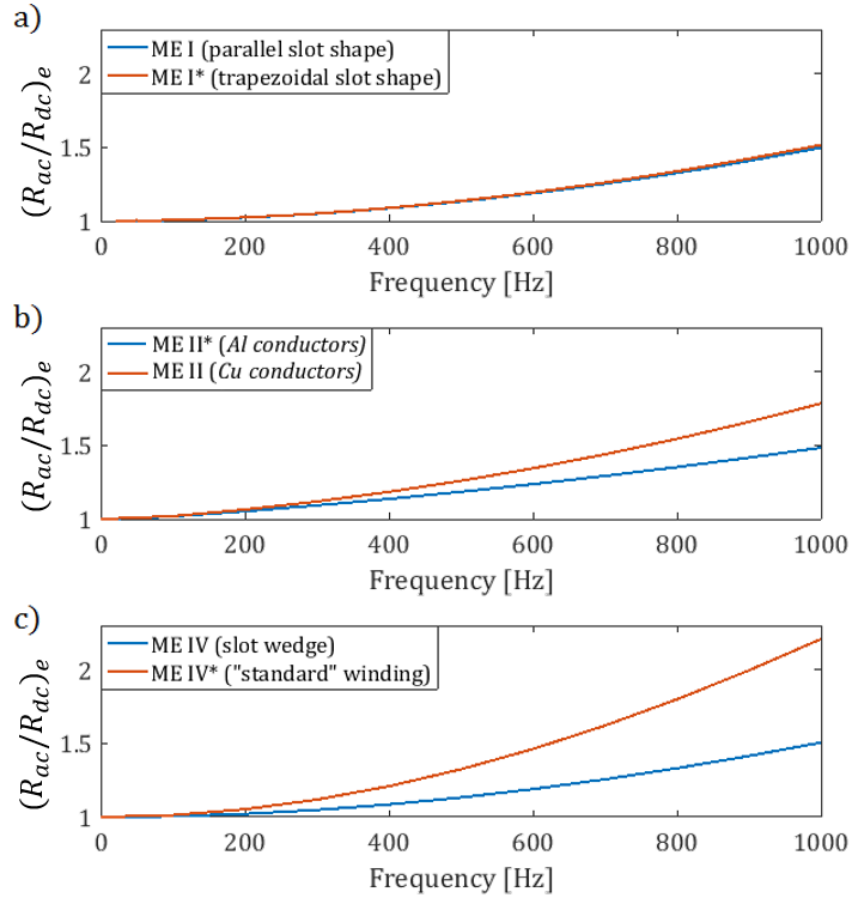 a)
ME I (parallel slot shape)
ME I* (trapezoidal slot shape)
(Rac/Rdc)e
2
1.5
1
0 200 400 600 800 1000
Frequency [Hz]
b)
ME II* (Al conductors)
ME II (Cu conductors)
(Rac/Rdc)e
2
1.5
1
0 200 400 600 800 1000
Frequency [Hz]
c)
ME IV (slot wedge)
ME IV* ("standard" winding)
(Rac/Rdc)e
2
1.5
1
0 200 400 600 800 1000
Frequency [Hz]